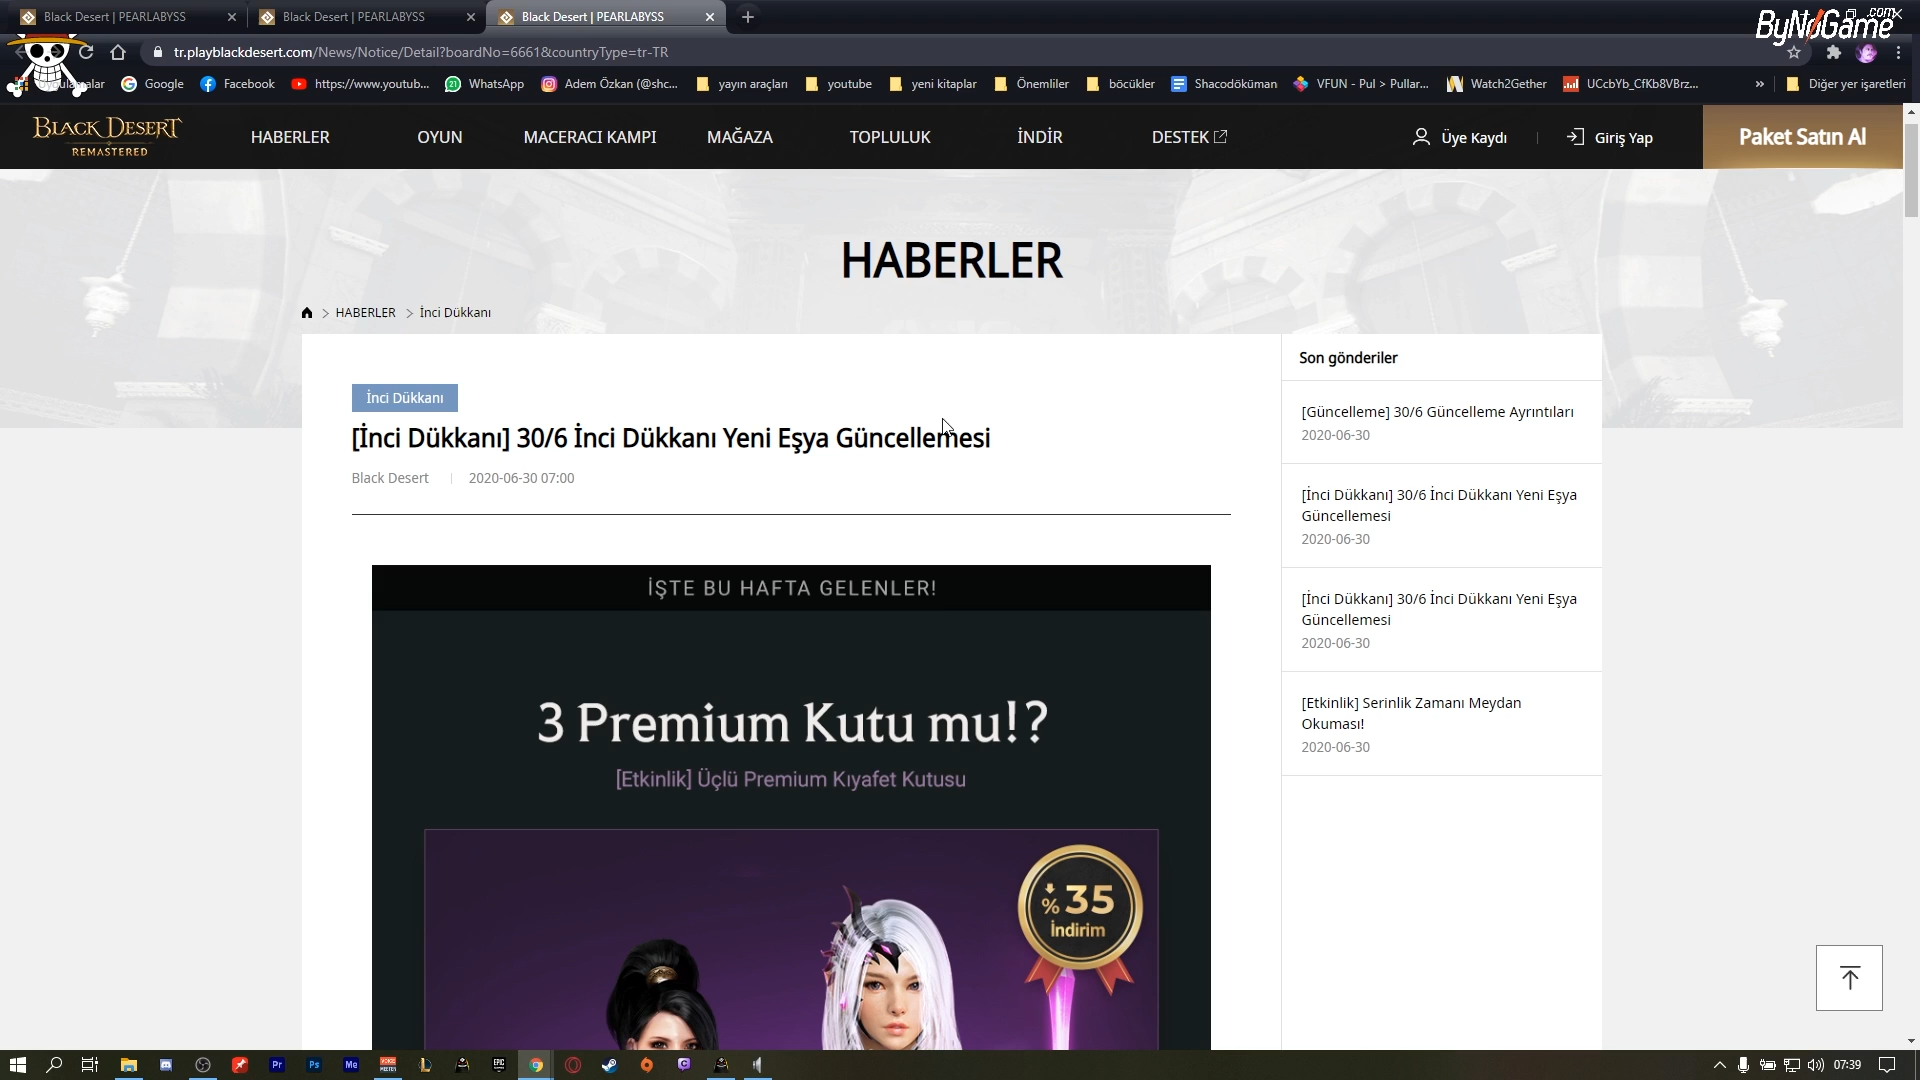 Black Desert | PEARLABYSS
Black Desert | PEARLABYSS
Black Desert | PEARLABYSS
ByNoGame.com
tr.playblackdesert.com/News/Notice/Detail?boardNo=6661&countryType=tr-TR
Google
Facebook
https://www.youtub...
WhatsApp
Adem Özkan (@shc...
yayın araçları
youtube
yeni kitaplar
Önemliler
böcükler
Shacodöküman
VFUN - Pul > Pullar...
Watch2Gether
UCcbYb_CfKb8VBrz...
»
Diğer yer işaretleri
BLACK DESERT
REMASTERED
HABERLER
OYUN
MACERACI KAMPI
MAĞAZA
TOPLULUK
İNDİR
DESTEK
Üye Kaydı
Giriş Yap
Paket Satın Al
HABERLER
> HABERLER > İnci Dükkanı
İnci Dükkanı
[İnci Dükkanı] 30/6 İnci Dükkanı Yeni Eşya Güncellemesi
Black Desert | 2020-06-30 07:00
İŞTE BU HAFTA GELENLER!
3 Premium Kutu mu!?
[Etkinlik] Üçlü Premium Kıyafet Kutusu
%35
İndirim
Son gönderiler
[Güncelleme] 30/6 Güncelleme Ayrıntıları
2020-06-30
[İnci Dükkanı] 30/6 İnci Dükkanı Yeni Eşya
Güncellemesi
2020-06-30
[İnci Dükkanı] 30/6 İnci Dükkanı Yeni Eşya
Güncellemesi
2020-06-30
[Etkinlik] Serinlik Zamanı Meydan
Okuması!
2020-06-30
Pr
Ps
Me
EPIC
07:39